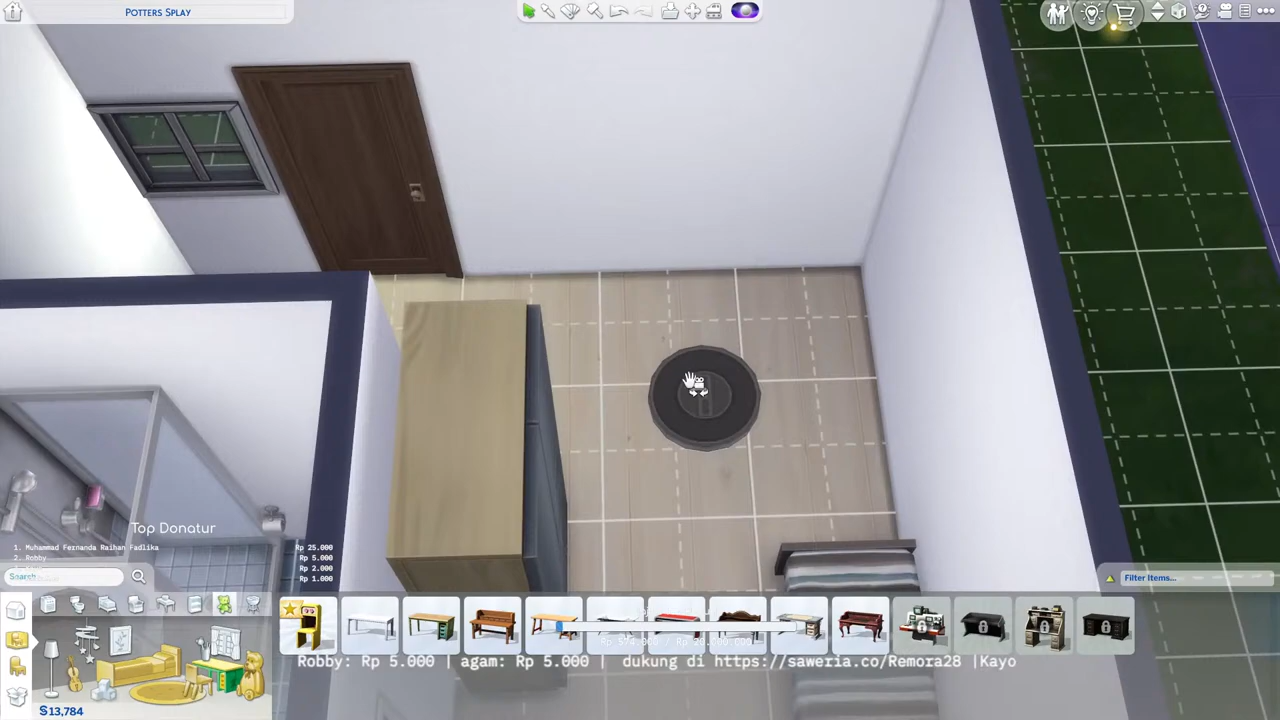 Potters Splay
Top Donatur
1. Muhammad Fernanda Raihan Fadlika Rp 25.000
2. Robby Rp 5.000
Rp 2.000
Rp 1.000
Search...
Filter Items...
Robby: Rp 5.000 | agam: Rp 5.000 | dukung di https://saweria.co/Remora28 |Kayo
§13,784